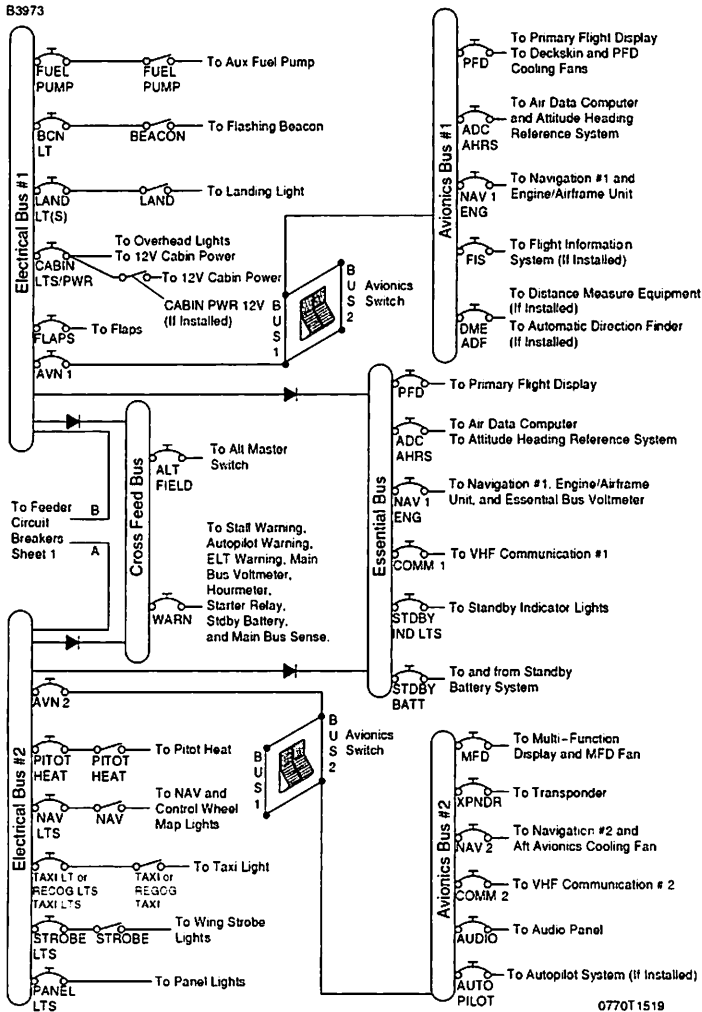 B3973
Electrical Bus #1
FUEL
PUMP
FUEL
PUMP
To Aux Fuel Pump
BCN
LT
BEACON
To Flashing Beacon
LAND
LT(S)
LAND
To Landing Light
CABIN
LTS/PWR
To Overhead Lights
To 12V Cabin Power
To 12V Cabin Power
CABIN PWR 12V
(If Installed)
FLAPS
To Flaps
AVN 1
BUS 1
BUS 2
Avionics
Switch
Avionics Bus #1
PFD
To Primary Flight Display
To Deckskin and PFD
Cooling Fans
ADC
AHRS
To Air Data Computer
and Attitude Heading
Reference System
NAV 1
ENG
To Navigation #1 and
Engine/Airframe Unit
FIS
To Flight Information
System (If Installed)
DME
ADF
To Distance Measure Equipment
(If Installed)
To Automatic Direction Finder
(If Installed)
Cross Feed Bus
ALT
FIELD
To Alt Master
Switch
To Feeder
Circuit
Breakers
Sheet 1
B
A
WARN
To Stall Warning,
Autopilot Warning,
ELT Warning, Main
Bus Voltmeter,
Hourmeter,
Starter Relay,
Stdby Battery,
and Main Bus Sense.
Essential Bus
PFD
To Primary Flight Display
ADC
AHRS
To Air Data Computer
To Attitude Heading Reference System
NAV 1
ENG
To Navigation #1, Engine/Airframe
Unit, and Essential Bus Voltmeter
COMM 1
To VHF Communication #1
STDBY
IND LTS
To Standby Indicator Lights
STDBY
BATT
To and from Standby
Battery System
Electrical Bus #2
AVN 2
PITOT
HEAT
PITOT
HEAT
To Pitot Heat
NAV
LTS
NAV
To NAV and
Control Wheel
Map Lights
TAXI LT or
RECOG LTS
TAXI LTS
TAXI or
RECOG
TAXI
To Taxi Light
STROBE
LTS
STROBE
To Wing Strobe
Lights
PANEL
LTS
To Panel Lights
BUS 1
BUS 2
Avionics
Switch
Avionics Bus #2
MFD
To Multi-Function
Display and MFD Fan
XPNDR
To Transponder
NAV 2
To Navigation #2 and
Aft Avionics Cooling Fan
COMM 2
To VHF Communication # 2
AUDIO
To Audio Panel
AUTO
PILOT
To Autopilot System (If Installed)
0770T1519